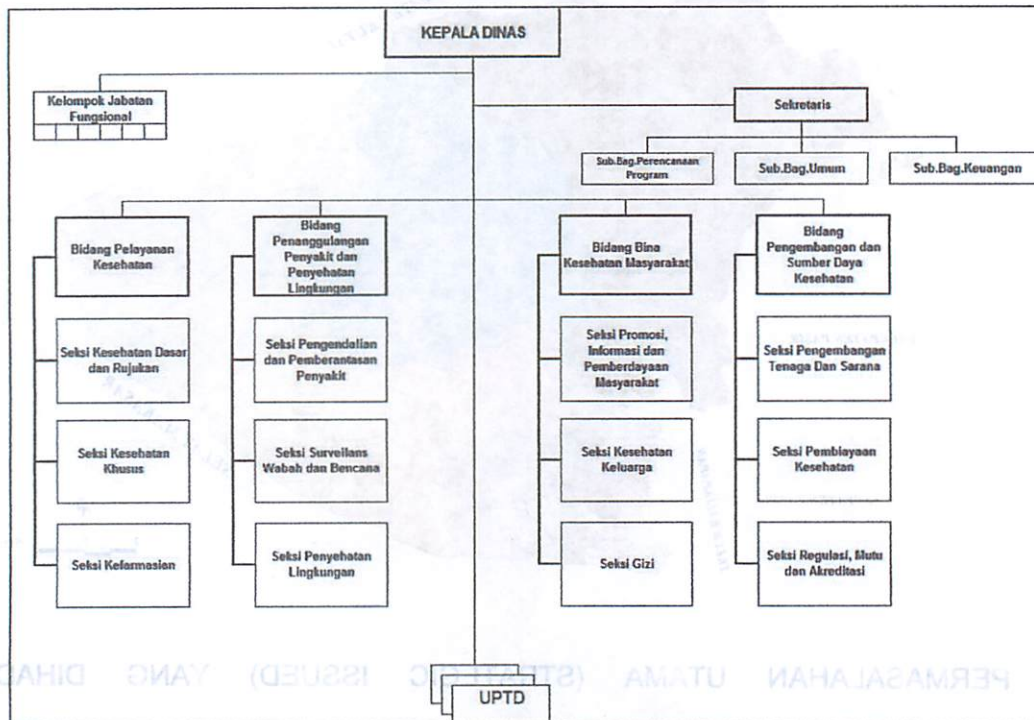 KEPALA DINAS
Kelompok Jabatan
Fungsional
Sekretaris
Sub.Bag.Perencanaan
Program
Sub.Bag.Umum
Sub.Bag.Keuangan
Bidang Pelayanan
Kesehatan
Bidang
Penanggulangan
Penyakit dan
Penyehatan
Lingkungan
Bidang Bina
Kesehatan Masyarakat
Bidang
Pengembangan dan
Sumber Daya
Kesehatan
Seksi Kesehatan Dasar
dan Rujukan
Seksi Pengendalian
dan Pemberantasan
Penyakit
Seksi Promosi,
Informasi dan
Pemberdayaan
Masyarakat
Seksi Pengembangan
Tenaga Dan Sarana
Seksi Kesehatan
Khusus
Seksi Surveilans
Wabah dan Bencana
Seksi Kesehatan
Keluarga
Seksi Pembiayaan
Kesehatan
Seksi Kefarmasian
Seksi Penyehatan
Lingkungan
Seksi Gizi
Seksi Regulasi, Mutu
dan Akreditasi
PERMASALAHAN UTAMA (STRATEGIC ISSUED) YANG
UPTD